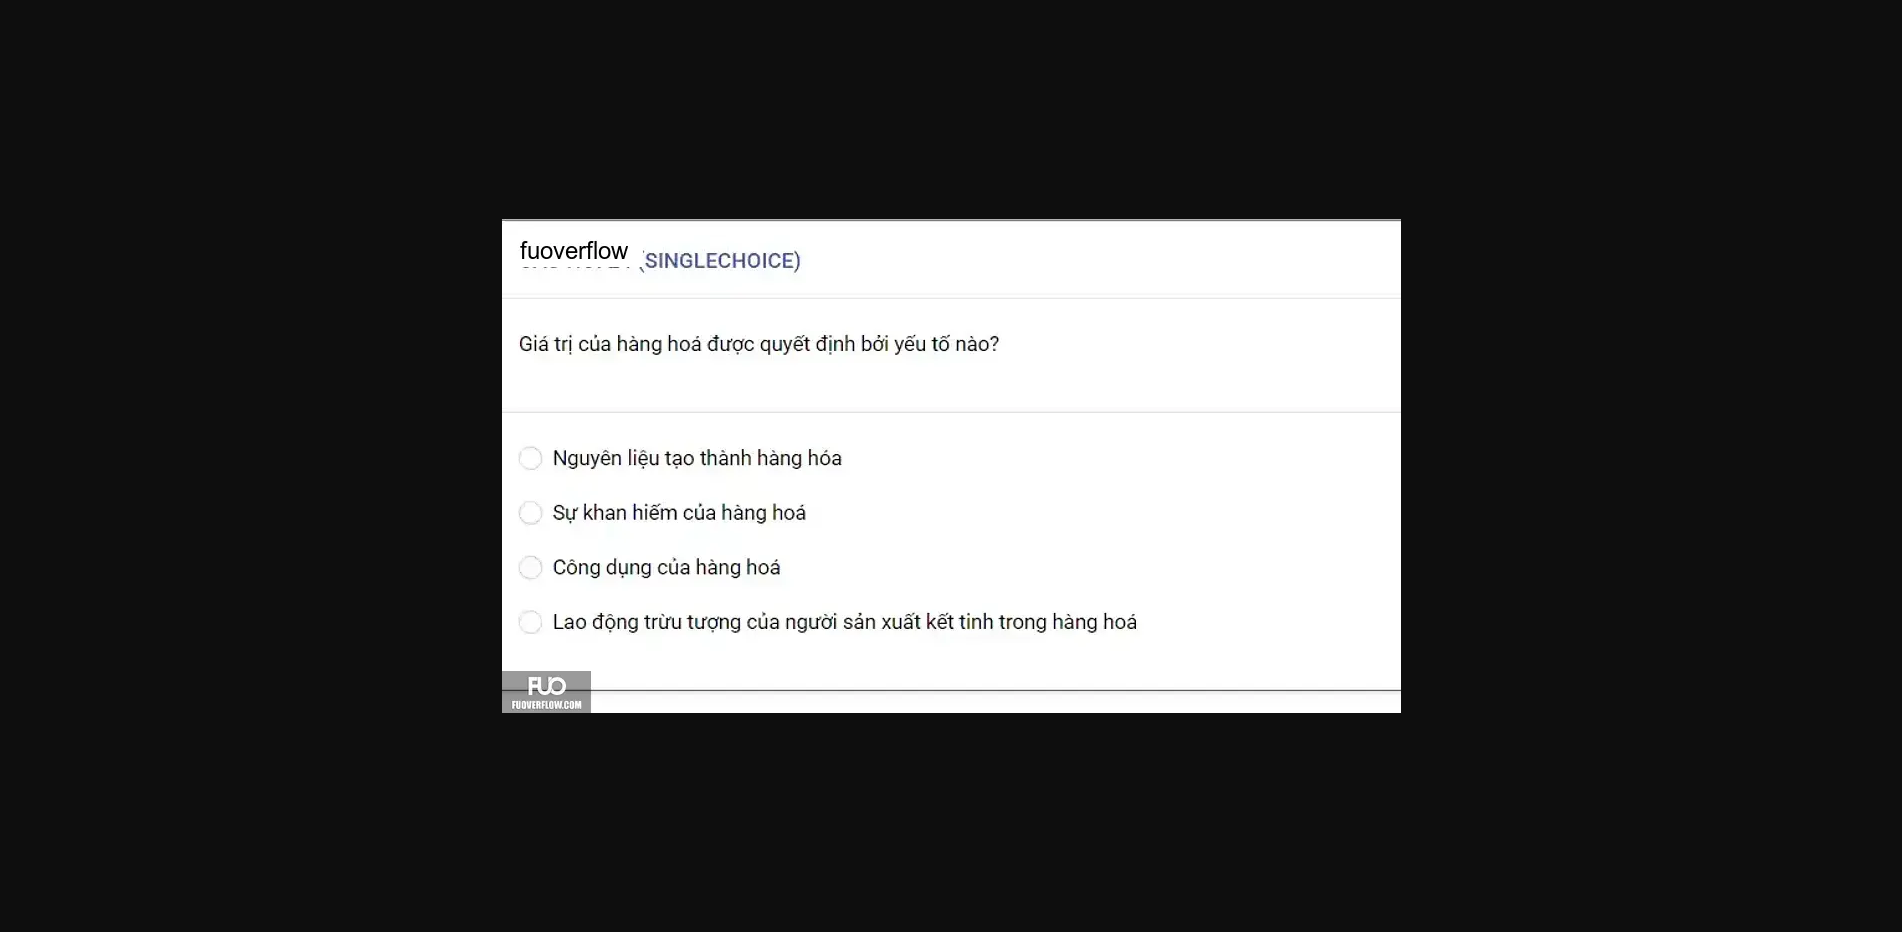 fuoverflow
(SINGLECHOICE)
Giá trị của hàng hoá được quyết định bởi yếu tố nào?
Nguyên liệu tạo thành hàng hóa
Sự khan hiếm của hàng hoá
Công dụng của hàng hoá
Lao động trừu tượng của người sản xuất kết tinh trong hàng hoá
FUO
FUOVERFLOW.COM